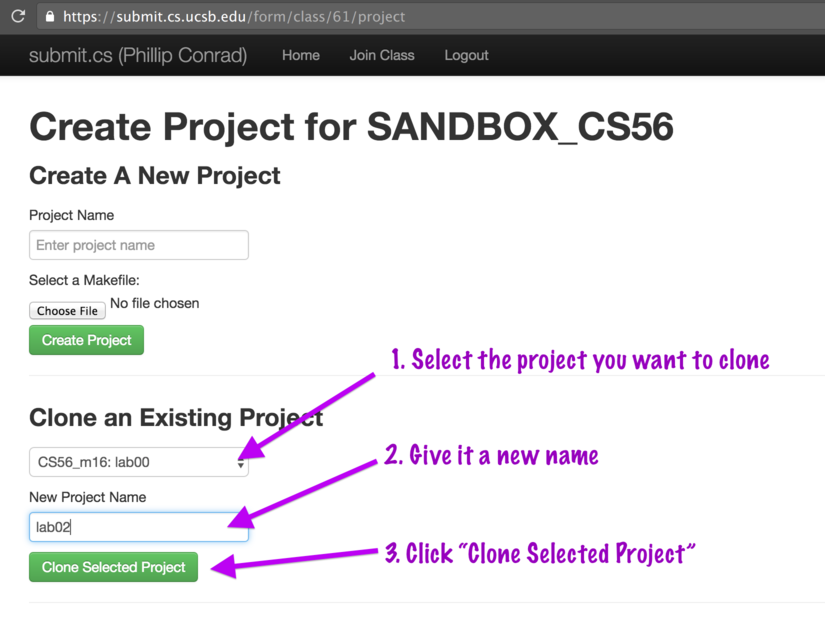 https://submit.cs.ucsb.edu/form/class/61/project
submit.cs (Phillip Conrad) Home Join Class Logout
Create Project for SANDBOX_CS56
Create A New Project
Project Name
Enter project name
Select a Makefile:
Choose File No file chosen
Create Project
1. Select the project you want to clone
Clone an Existing Project
CS56_m16: lab00
2. Give it a new name
New Project Name
lab02
3. Click “Clone Selected Project”
Clone Selected Project